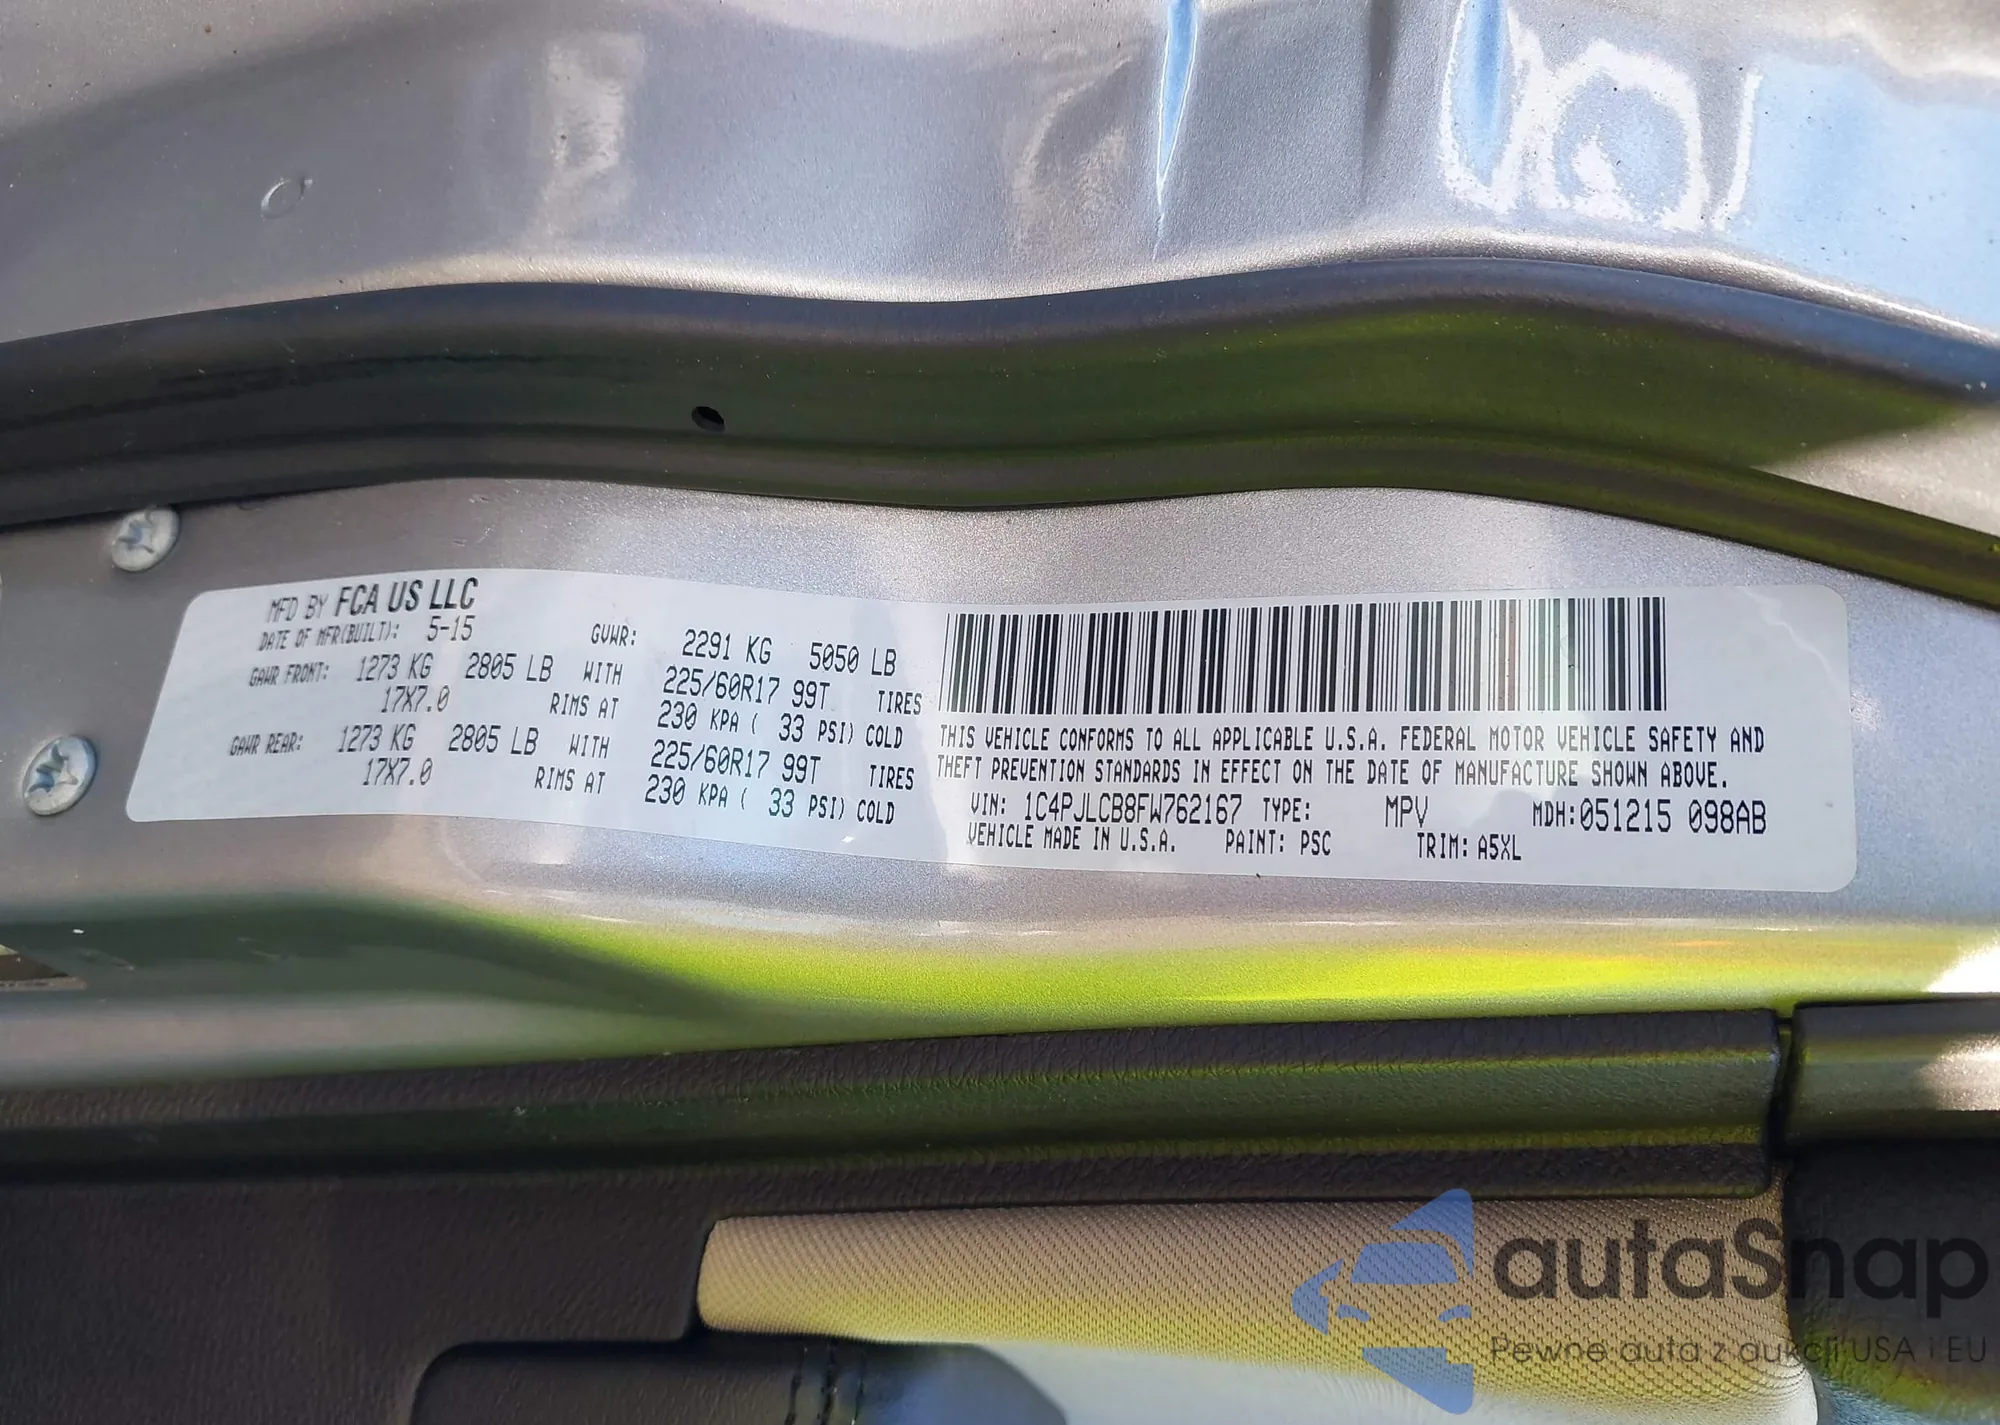 MFD BY FCA US LLC
DATE OF MFR(BUILT): 5-15 GVWR: 2291 KG 5050 LB
GAWR FRONT: 1273 KG 2805 LB WITH 225/60R17 99T TIRES
17X7.0 RIMS AT 230 KPA ( 33 PSI) COLD
GAWR REAR: 1273 KG 2805 LB WITH 225/60R17 99T TIRES
17X7.0 RIMS AT 230 KPA ( 33 PSI) COLD
THIS VEHICLE CONFORMS TO ALL APPLICABLE U.S.A. FEDERAL MOTOR VEHICLE SAFETY AND
THEFT PREVENTION STANDARDS IN EFFECT ON THE DATE OF MANUFACTURE SHOWN ABOVE.
VIN: 1C4PJLCB8FW762167 TYPE: MPV MDH:051215 098AB
VEHICLE MADE IN U.S.A. PAINT: PSC TRIM: A5XL
autaSnap
Pewne auta z aukcji USA i EU